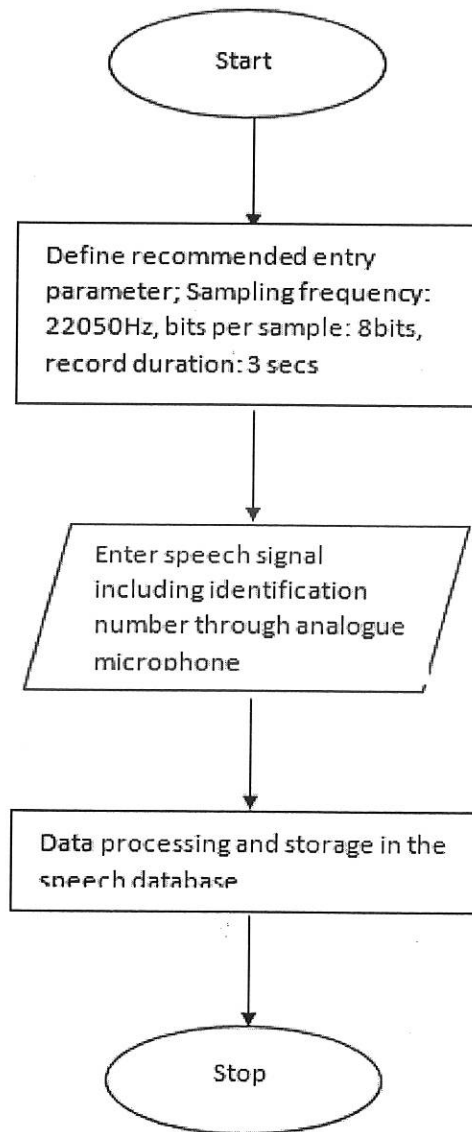 Start
Define recommended entry
parameter; Sampling frequency:
22050Hz, bits per sample: 8bits,
record duration: 3 secs
Enter speech signal
including identification
number through analogue
microphone
Data processing and storage in the
speech database
Stop